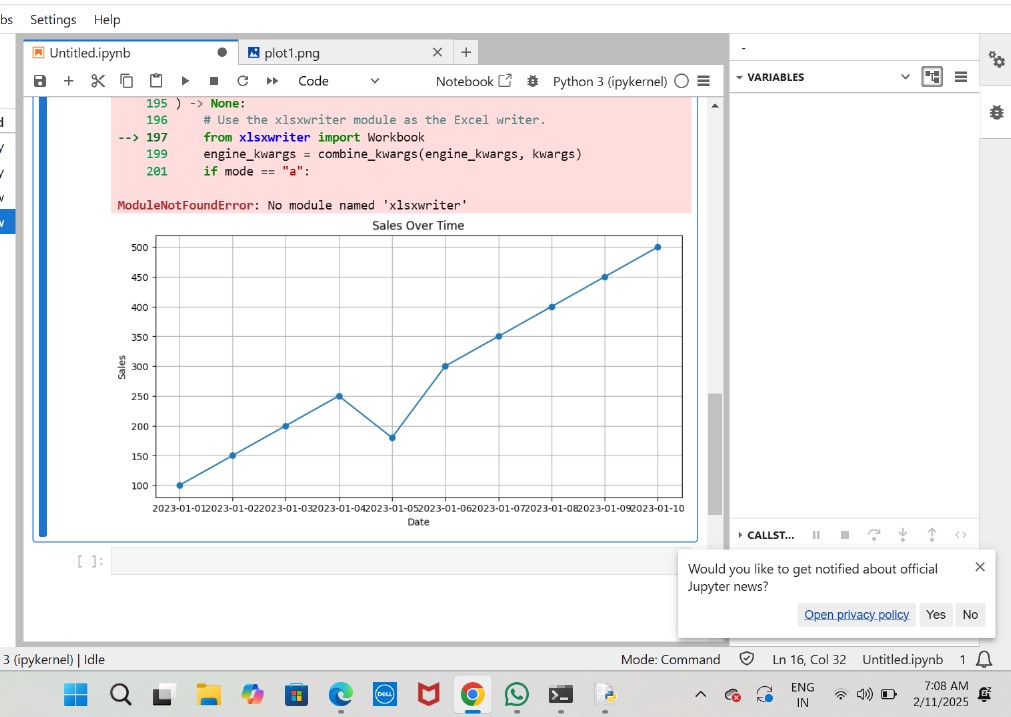 bs Settings Help
Untitled.ipynb plot1.png
Code Notebook Python 3 (ipykernel)
-
VARIABLES
195 ) -> None:
196 # Use the xlsxwriter module as the Excel writer.
--> 197 from xlsxwriter import Workbook
199 engine_kwargs = combine_kwargs(engine_kwargs, kwargs)
201 if mode == "a":
ModuleNotFoundError: No module named 'xlsxwriter'
Sales Over Time
500
450
400
350
300
250
200
150
100
Sales
2023-01-01 2023-01-02 2023-01-03 2023-01-04 2023-01-05 2023-01-06 2023-01-07 2023-01-08 2023-01-09 2023-01-10
Date
[ ]:
CALLST...
Would you like to get notified about official
Jupyter news?
Open privacy policy Yes No
3 (ipykernel) | Idle Mode: Command Ln 16, Col 32 Untitled.ipynb 1
DELL
ENG
IN
7:08 AM
2/11/2025